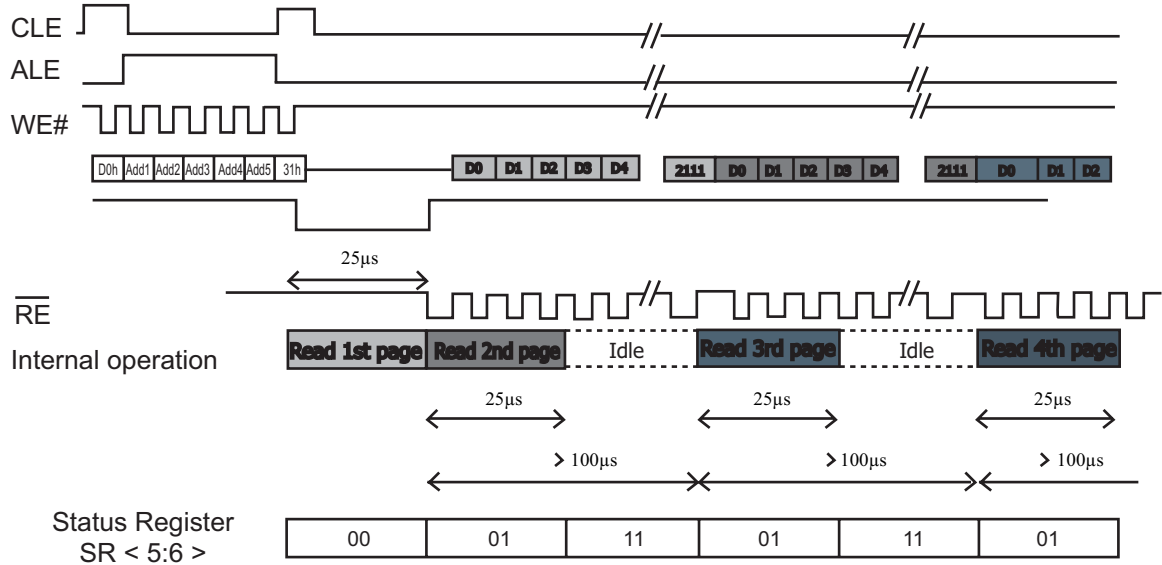 CLE
ALE
WE#
D0h Add1 Add2 Add3 Add4 Add5 31h D0 D1 D2 D3 D4 2111 D0 D1 D2 D3 D4 2111 D0 D1 D2
25µs
RE
Internal operation Read 1st page Read 2nd page Idle Read 3rd page Idle Read 4th page
25µs 25µs 25µs
> 100µs > 100µs > 100µs
Status Register
SR < 5:6 > 00 01 11 01 11 01